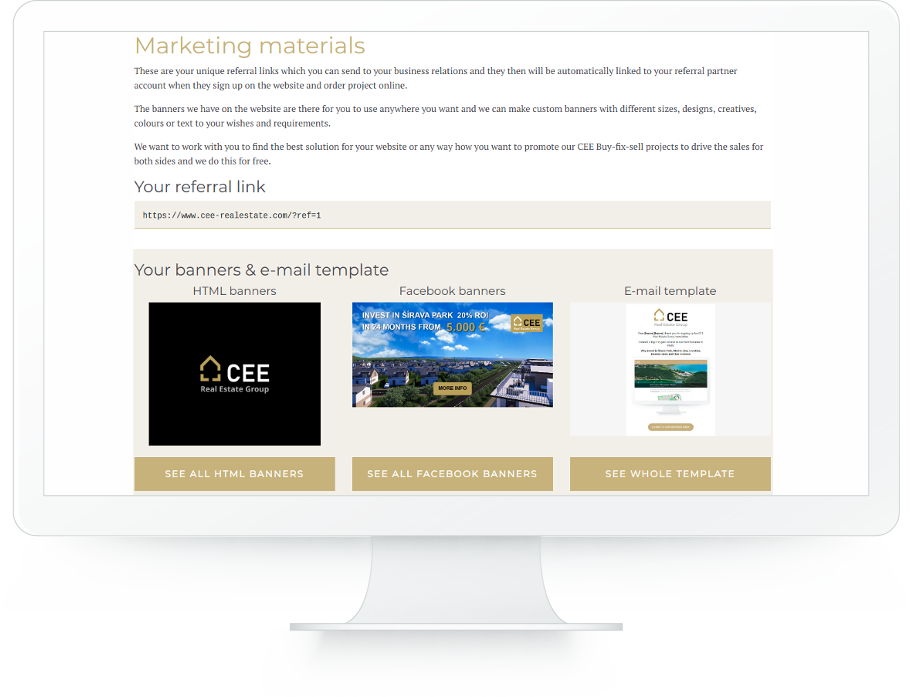 Marketing materials
These are your unique referral links which you can send to your business relations and they then will be automatically linked to your referral partner
account when they sign up on the website and order project online.
The banners we have on the website are there for you to use anywhere you want and we can make custom banners with different sizes, designs, creatives,
colours or text to your wishes and requirements.
We want to work with you to find the best solution for your website or any way how you want to promote our CEE Buy-fix-sell projects to drive the sales for
both sides and we do this for free.
Your referral link
https://www.cee-realestate.com/?ref=1
Your banners & e-mail template
HTML banners
Facebook banners
E-mail template
CEE
Real Estate Group
INVEST IN ŠÍRAVA PARK 20% ROI
IN 24 MONTHS FROM 5.000 €
CEE
MORE INFO
CEE
Real Estate Group
SEE ALL HTML BANNERS
SEE ALL FACEBOOK BANNERS
SEE WHOLE TEMPLATE